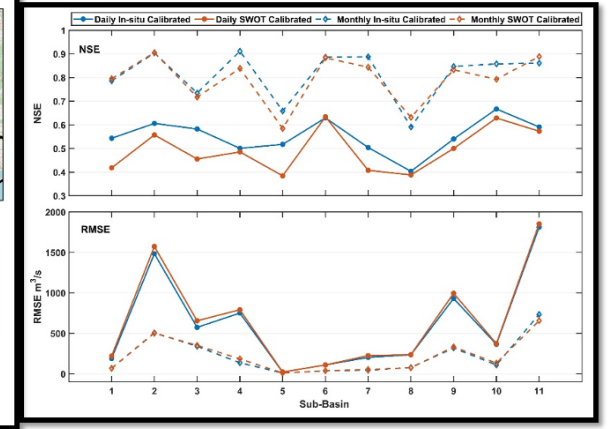 Daily In-situ Calibrated Daily SWOT Calibrated Monthly In-situ Calibrated Monthly SWOT Calibrated
1
NSE
0.9
0.8
0.7
NSE
0.6
0.5
0.4
0.3
2000
RMSE
1500
RMSE m³/s
1000
500
0
1 2 3 4 5 6 7 8 9 10 11
Sub-Basin